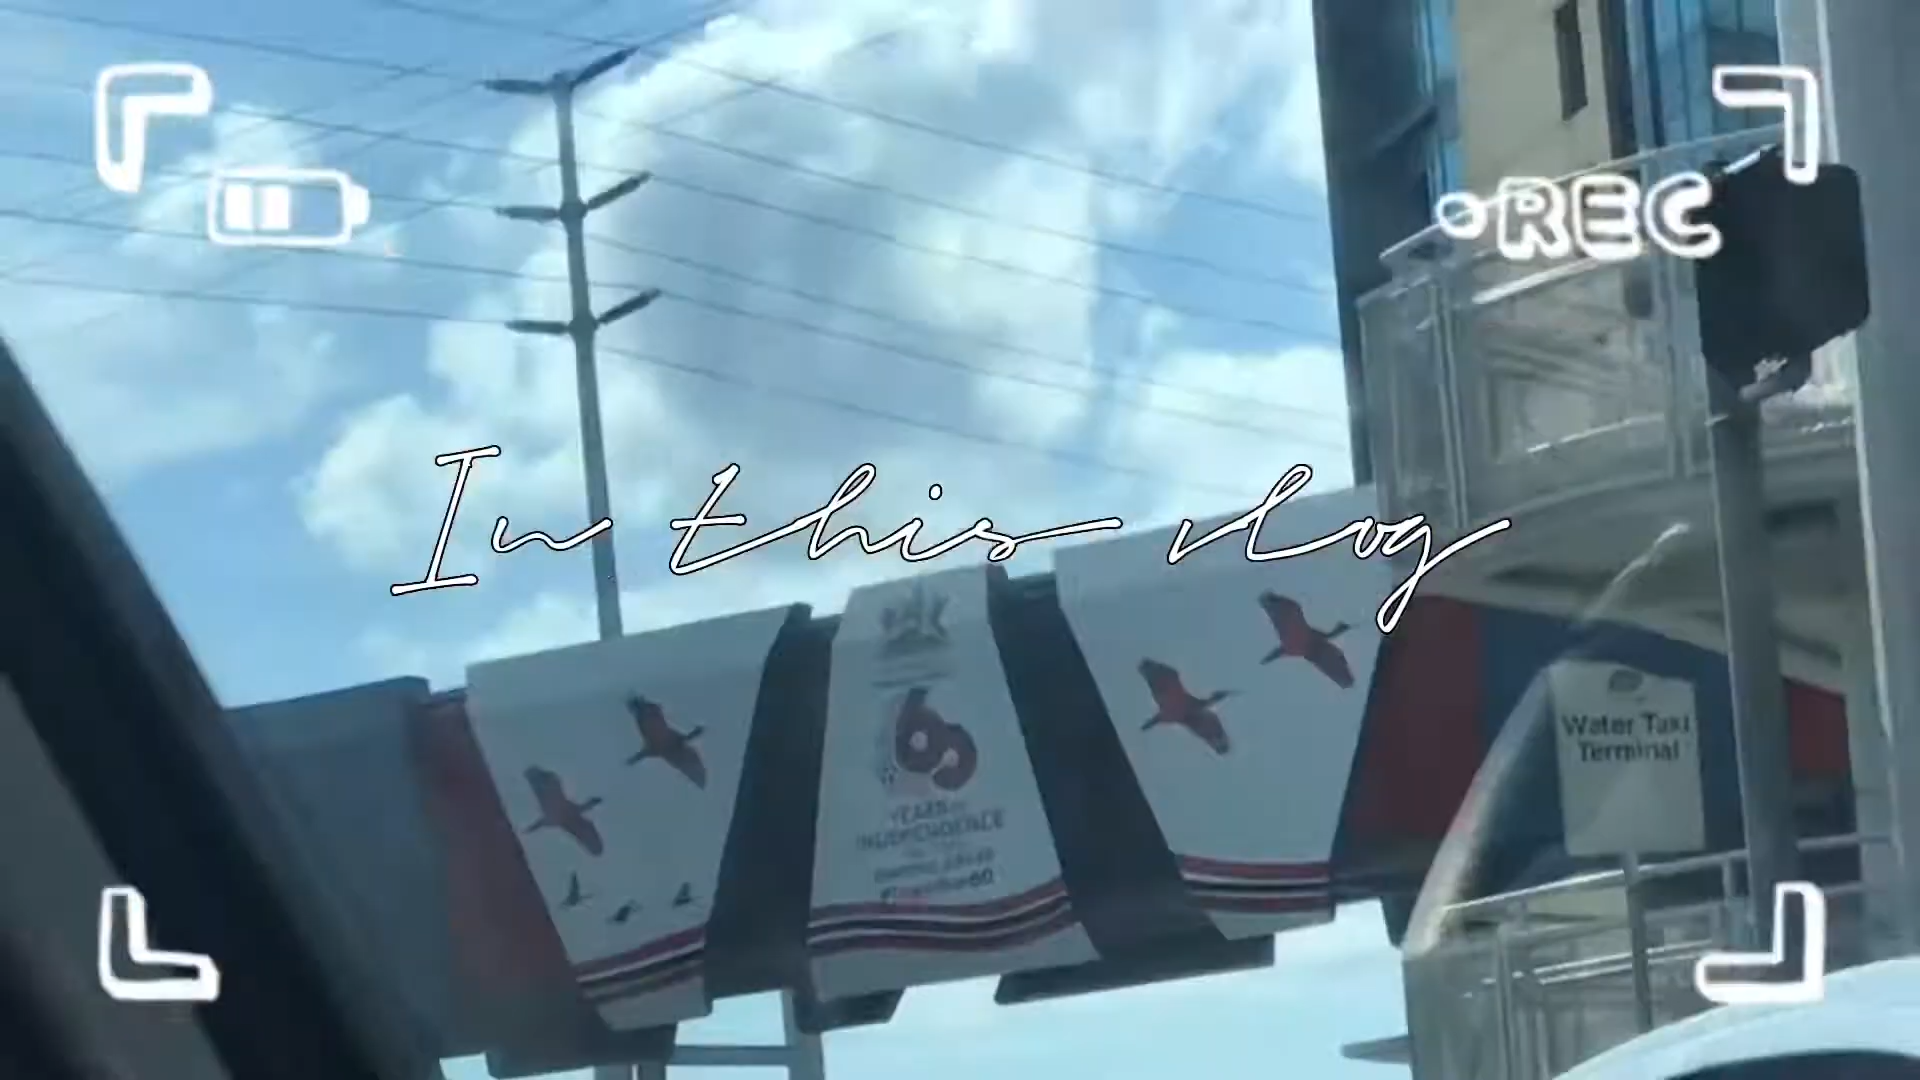 REC
In this vlog
60
YEARS OF
INDEPENDENCE
Water Taxi
Terminal